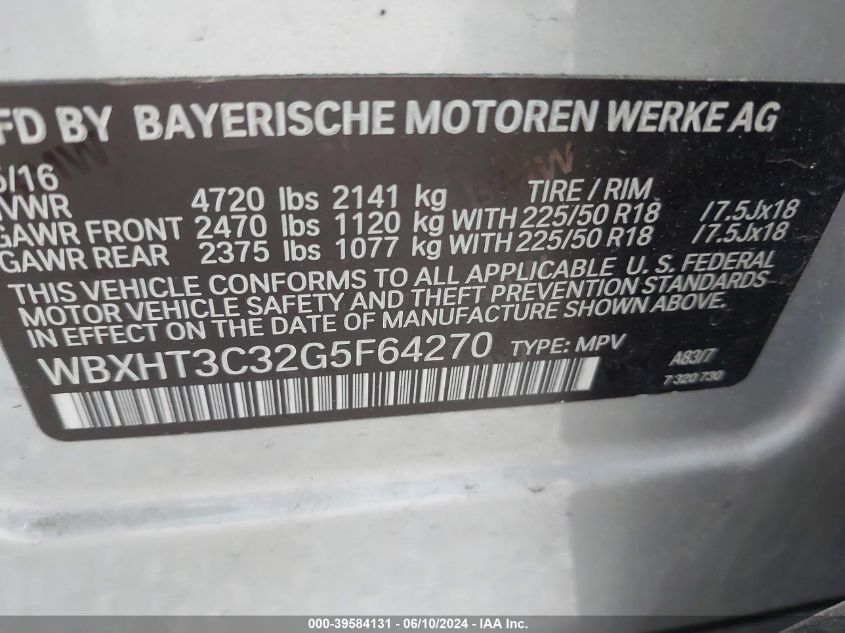 FD BY BAYERISCHE MOTOREN WERKE AG
/16
VWR 4720 lbs 2141 kg TIRE / RIM
GAWR FRONT 2470 lbs 1120 kg WITH 225/50 R18 /7.5Jx18
GAWR REAR 2375 lbs 1077 kg WITH 225/50 R18 /7.5Jx18
THIS VEHICLE CONFORMS TO ALL APPLICABLE U. S. FEDERAL
MOTOR VEHICLE SAFETY AND THEFT PREVENTION STANDARDS
IN EFFECT ON THE DATE OF MANUFACTURE SHOWN ABOVE.
WBXHT3C32G5F64270 TYPE: MPV A83/7
7 320 730
000-39584131 - 06/10/2024 - IAA Inc.